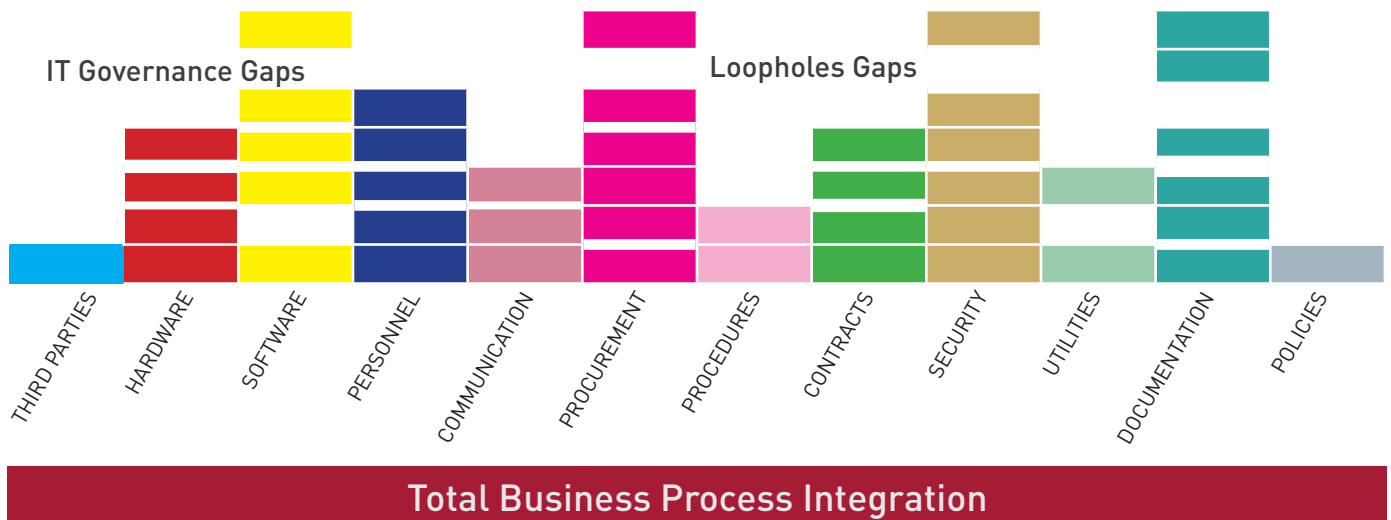 IT Governance Gaps
Loopholes Gaps
THIRD PARTIES
HARDWARE
SOFTWARE
PERSONNEL
COMMUNICATION
PROCUREMENT
PROCEDURES
CONTRACTS
SECURITY
UTILITIES
DOCUMENTATION
POLICIES
Total Business Process Integration